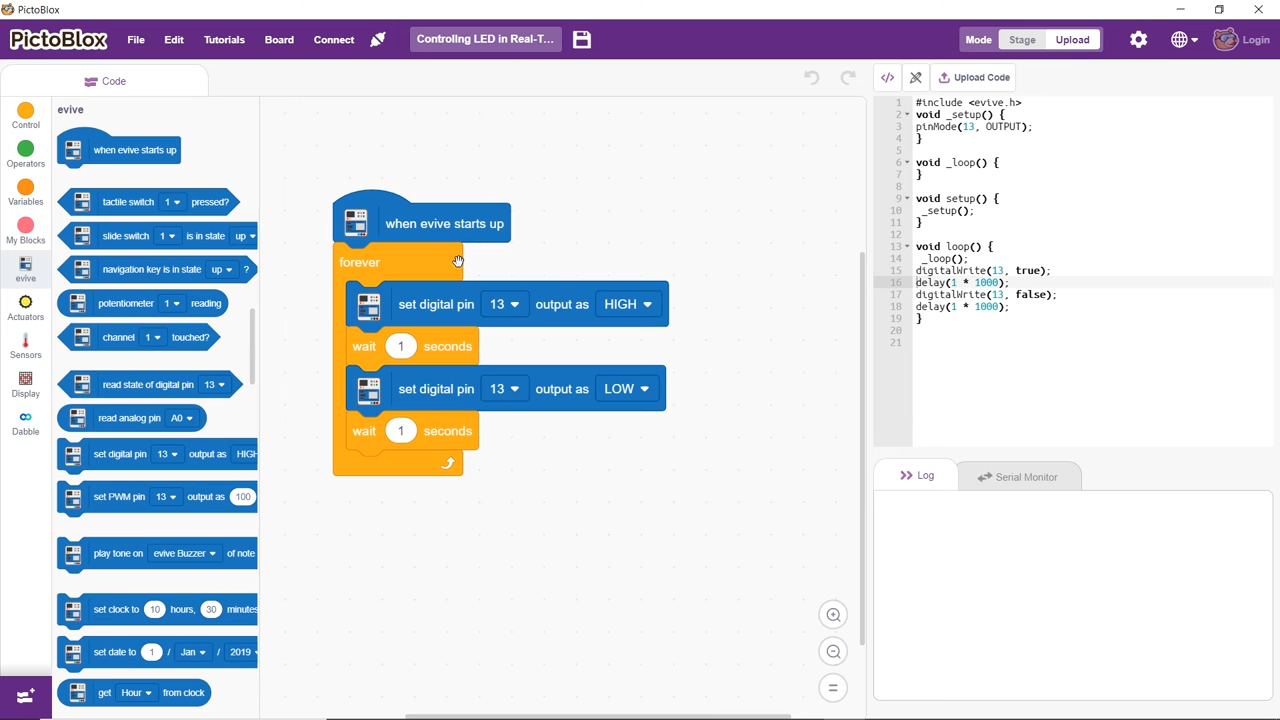 PictoBlox
PictoBlox File Edit Tutorials Board Connect Controlling LED in Real-T... Mode Stage Upload Login
Code
Upload Code
Control
Operators
Variables
My Blocks
evive
Actuators
Sensors
Display
Dabble
evive
when evive starts up
tactile switch 1 pressed?
slide switch 1 is in state up
navigation key is in state up ?
potentiometer 1 reading
channel 1 touched?
read state of digital pin 13
read analog pin A0
set digital pin 13 output as HIGH
set PWM pin 13 output as 100
play tone on evive Buzzer of note
set clock to 10 hours, 30 minutes
set date to 1 / Jan / 2019
get Hour from clock
when evive starts up
forever
set digital pin 13 output as HIGH
wait 1 seconds
set digital pin 13 output as LOW
wait 1 seconds
1 #include <evive.h>
2 void _setup() {
3 pinMode(13, OUTPUT);
4 }
5
6 void _loop() {
7 }
8
9 void setup() {
10 _setup();
11 }
12
13 void loop() {
14 _loop();
15 digitalWrite(13, true);
16 delay(1 * 1000);
17 digitalWrite(13, false);
18 delay(1 * 1000);
19 }
20
21
Log
Serial Monitor